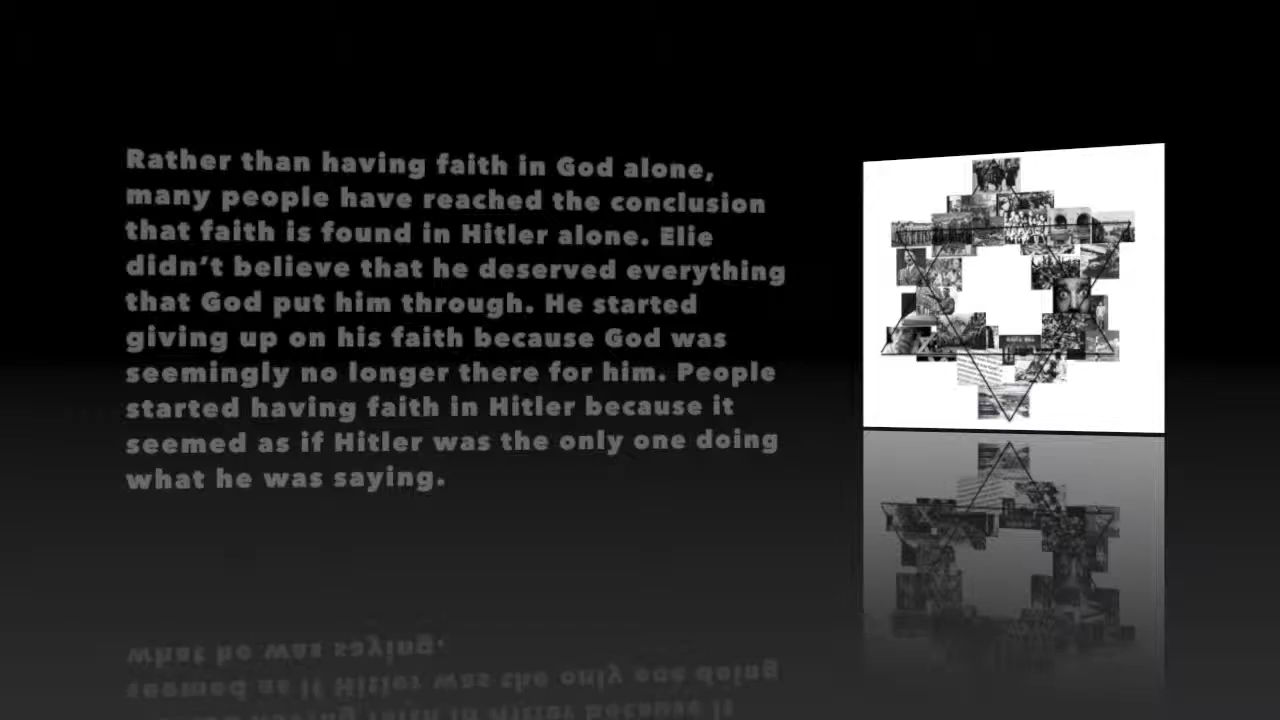 Rather than having faith in God alone,
many people have reached the conclusion
that faith is found in Hitler alone. Elie
didn't believe that he deserved everything
that God put him through. He started
giving up on his faith because God was
seemingly no longer there for him. People
started having faith in Hitler because it
seemed as if Hitler was the only one doing
what he was saying.